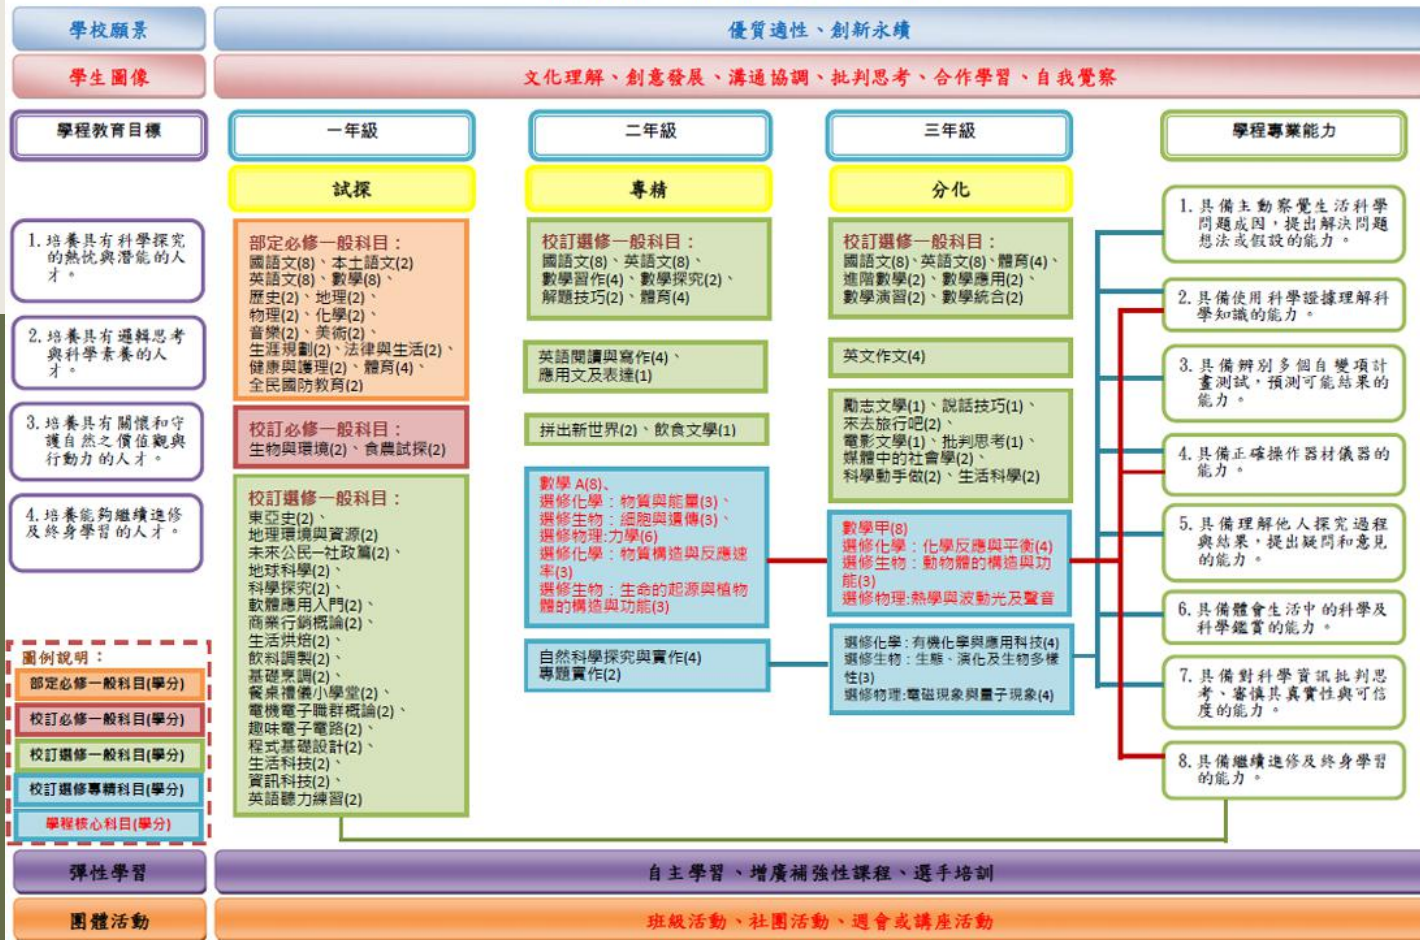 學校願景
優質適性、創新永續
學生圖像
文化理解、創意發展、溝通協調、批判思考、合作學習、自我覺察
學程教育目標
一年級
二年級
三年級
學程專業能力
試探
專精
分化
1.培養具有科學探究
的熱忱與潛能的人
才。
2.培養具有邏輯思考
與科學素養的人
才。
3.培養具有關懷和守
護自然之價值觀與
行動力的人才。
4.培養能夠繼續進修
及終身學習的人才。
圖例說明：
部定必修一般科目(學分)
校訂必修一般科目(學分)
校訂選修一般科目(學分)
校訂選修專精科目(學分)
學程核心科目(學分)
部定必修一般科目：
國語文(8)、本土語文(2)
英語文(8)、數學(8)、
歷史(2)、地理(2)、
物理(2)、化學(2)、
音樂(2)、美術(2)、
生涯規劃(2)、法律與生活(2)、
健康與護理(2)、體育(4)、
全民國防教育(2)
校訂必修一般科目：
生物與環境(2)、食農試探(2)
校訂選修一般科目：
東亞史(2)、
地理環境與資源(2)
未來公民─社政篇(2)、
地球科學(2)、
科學探究(2)、
軟體應用入門(2)、
商業行銷概論(2)、
生活烘焙(2)、
飲料調製(2)、
基礎烹調(2)、
餐桌禮儀小學堂(2)、
電機電子職群概論(2)、
趣味電子電路(2)、
程式基礎設計(2)、
生活科技(2)、
資訊科技(2)、
英語聽力練習(2)
校訂選修一般科目：
國語文(8)、英語文(8)、
數學習作(4)、數學探究(2)、
解題技巧(2)、體育(4)
英語閱讀與寫作(4)、
應用文及表達(1)
拼出新世界(2)、飲食文學(1)
數學 A(8)、
選修化學：物質與能量(3)、
選修生物：細胞與遺傳(3)、
選修物理:力學(6)
選修化學：物質構造與反應速
率(3)
選修生物：生命的起源與植物
體的構造與功能(3)
自然科學探究與實作(4)
專題實作(2)
校訂選修一般科目：
國語文(8)、英語文(8)、體育(4)、
進階數學(2)、數學應用(2)、
數學演習(2)、數學統合(2)
英文作文(4)
勵志文學(1)、說話技巧(1)、
來去旅行吧(2)、
電影文學(1)、批判思考(1)、
媒體中的社會學(2)、
科學動手做(2)、生活科學(2)
數學甲(8)
選修化學：化學反應與平衡(4)
選修生物：動物體的構造與功
能(3)
選修物理:熱學與波動光及聲音
選修化學:有機化學與應用科技(4)
選修生物：生態、演化及生物多樣
性(3)
選修物理:電磁現象與量子現象(4)
1.具備主動察覺生活科學
問題成因，提出解決問題
想法或假設的能力。
2.具備使用科學證據理解科
學知識的能力。
3.具備辨別多個自變項計
畫測試，預測可能結果的
能力。
4.具備正確操作器材儀器的
能力。
5.具備理解他人探究過程
與結果，提出疑問和意見
的能力。
6.具備體會生活中的科學及
科學鑑賞的能力。
7.具備對科學資訊批判思
考、審慎其真實性與可信
度的能力。
8.具備繼續進修及終身學習
的能力。
彈性學習
自主學習、增廣補強性課程、選手培訓
團體活動
班級活動、社團活動、週會或講座活動